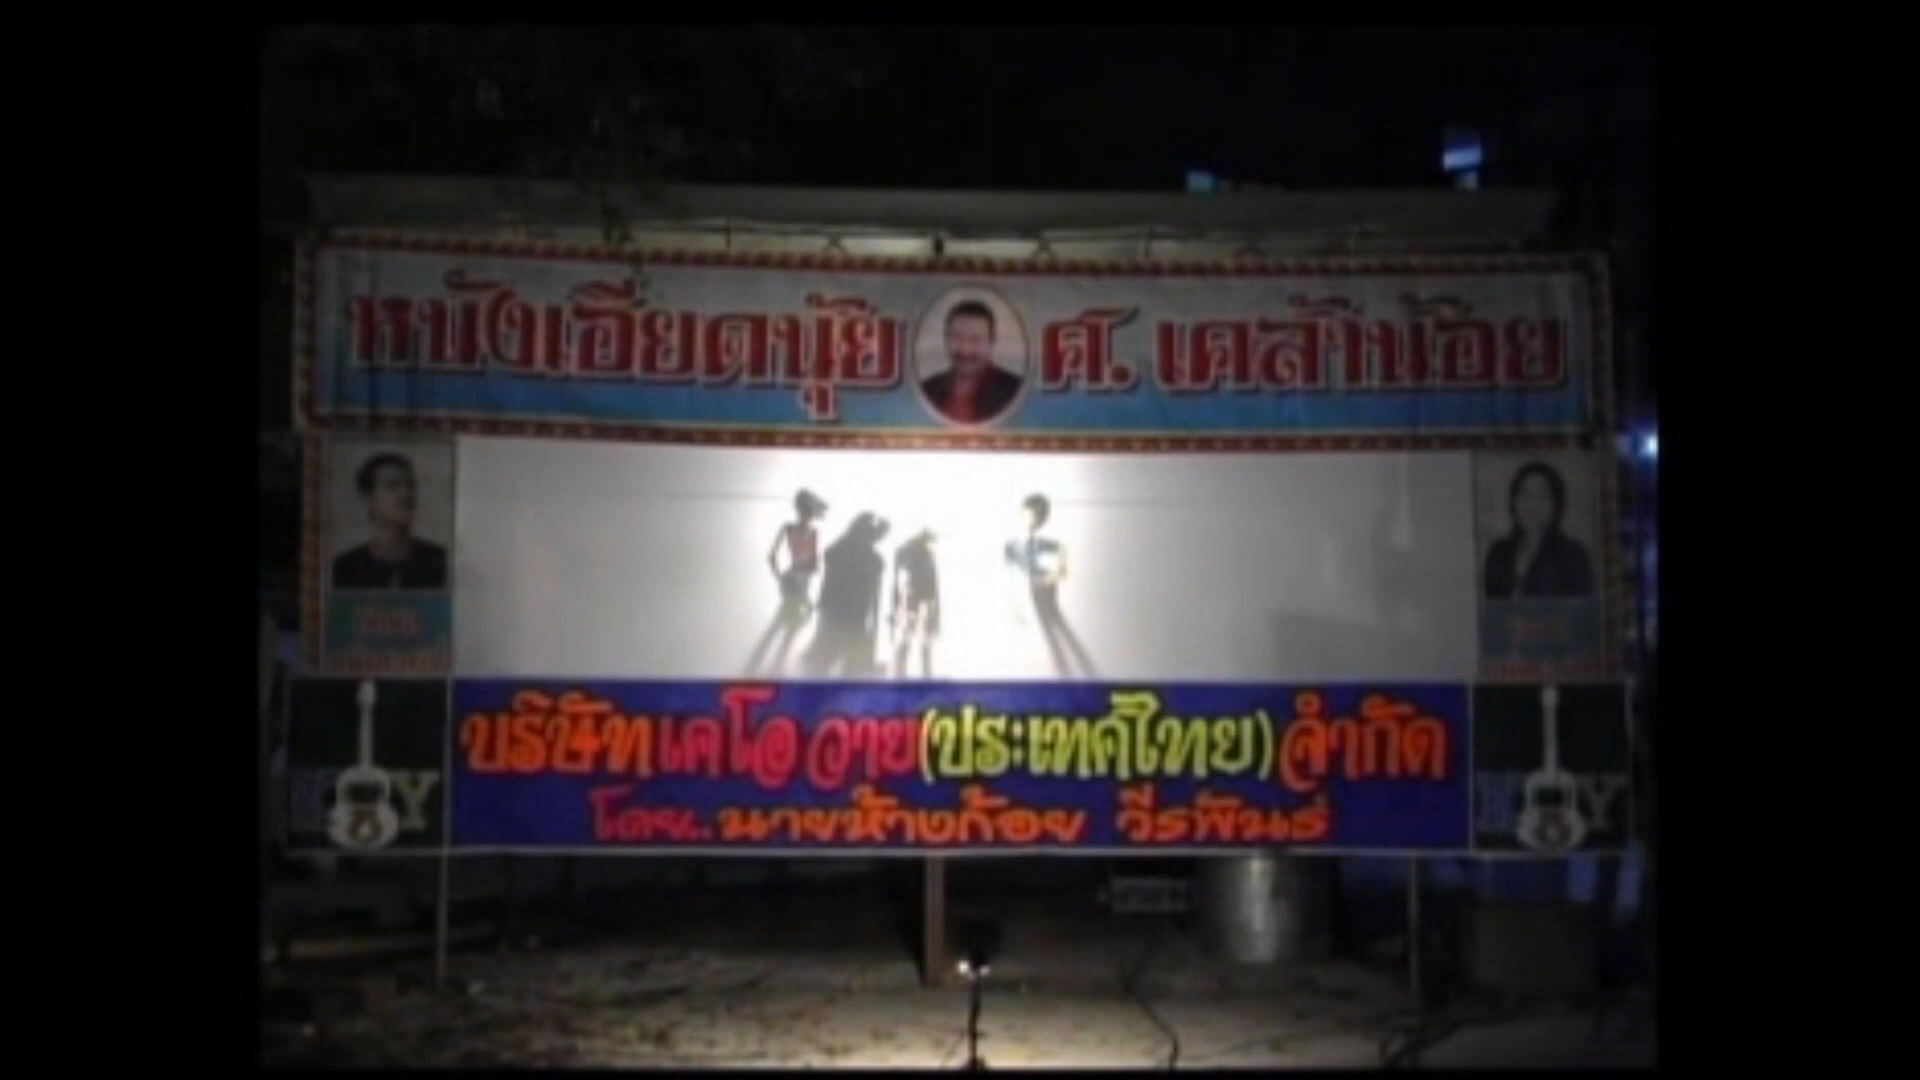 หนังเอียดนุ้ย ศ. เคล้าน้อย
บริษัทเคโอวาย(ประเทศไทย)จำกัด
โดย..นายห้างก้อย วีรพันธ์